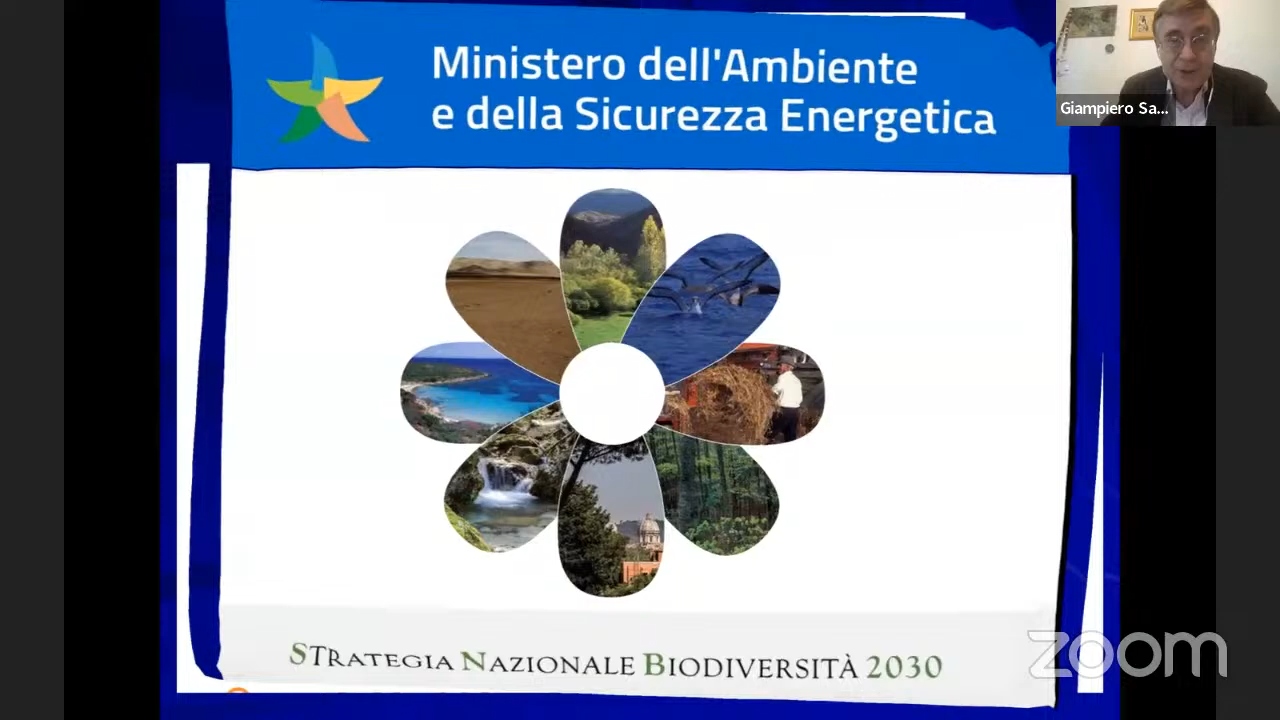 Ministero dell'Ambiente
e della Sicurezza Energetica
Giampiero Sa...
STRATEGIA NAZIONALE BIODIVERSITÀ 2030
zoom